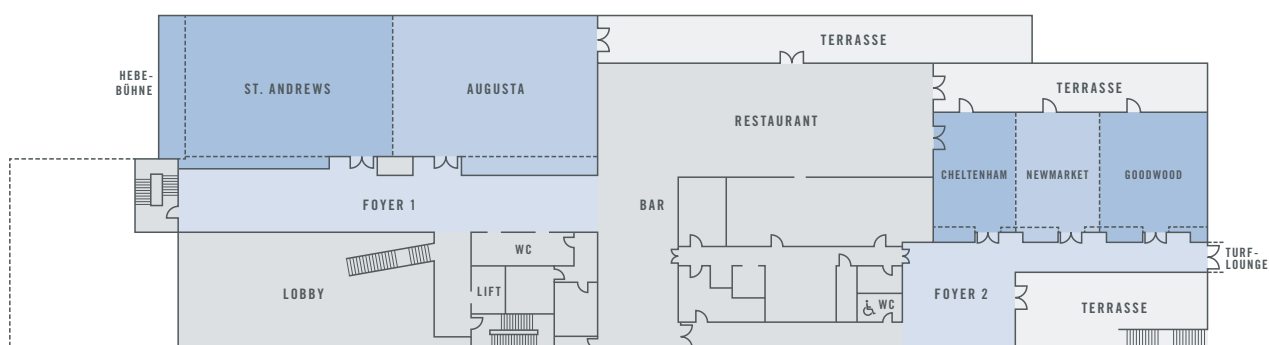 TERRASSE
HEBE-
BÜHNE
ST. ANDREWS
AUGUSTA
TERRASSE
RESTAURANT
CHELTENHAM
NEWMARKET
GOODWOOD
FOYER 1
BAR
WC
TURF-
LOUNGE
LOBBY
LIFT
WC
FOYER 2
TERRASSE